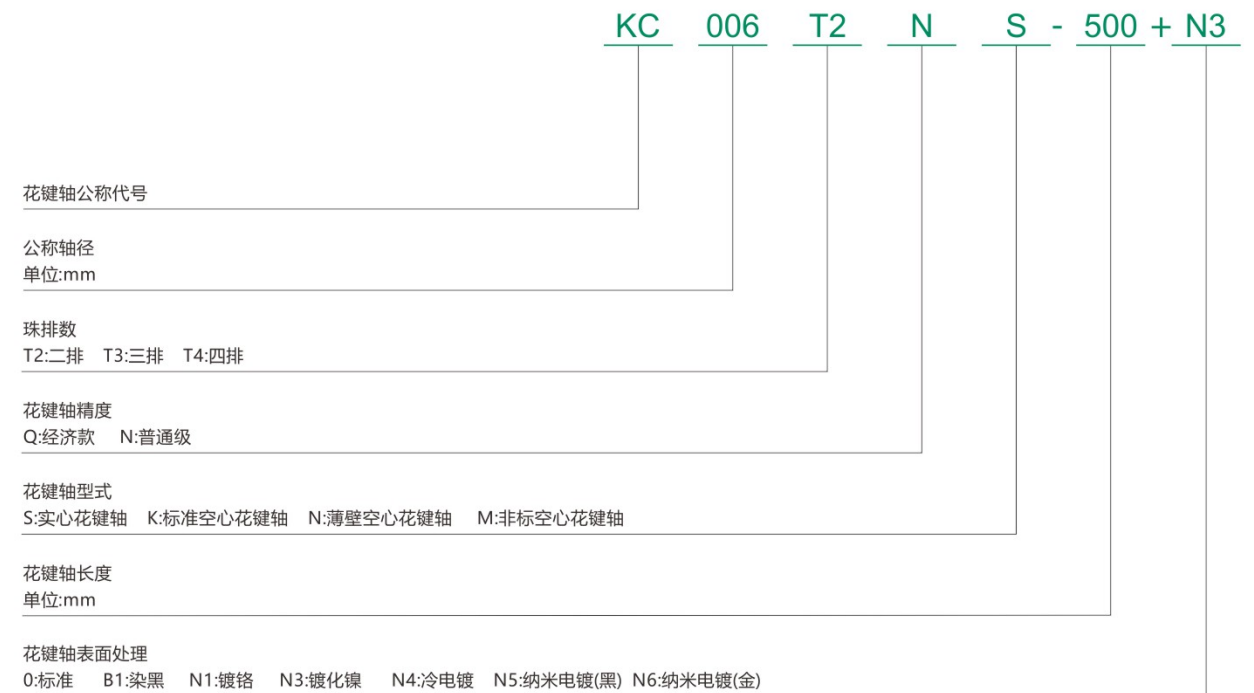 KC 006 T2 N S - 500 + N3
花键轴公称代号
公称轴径
单位:mm
珠排数
T2:二排 T3:三排 T4:四排
花键轴精度
Q:经济款 N:普通级
花键轴型式
S:实心花键轴 K:标准空心花键轴 N:薄壁空心花键轴 M:非标空心花键轴
花键轴长度
单位:mm
花键轴表面处理
0:标准 B1:染黑 N1:镀铬 N3:镀化镍 N4:冷电镀 N5:纳米电镀(黑) N6:纳米电镀(金)